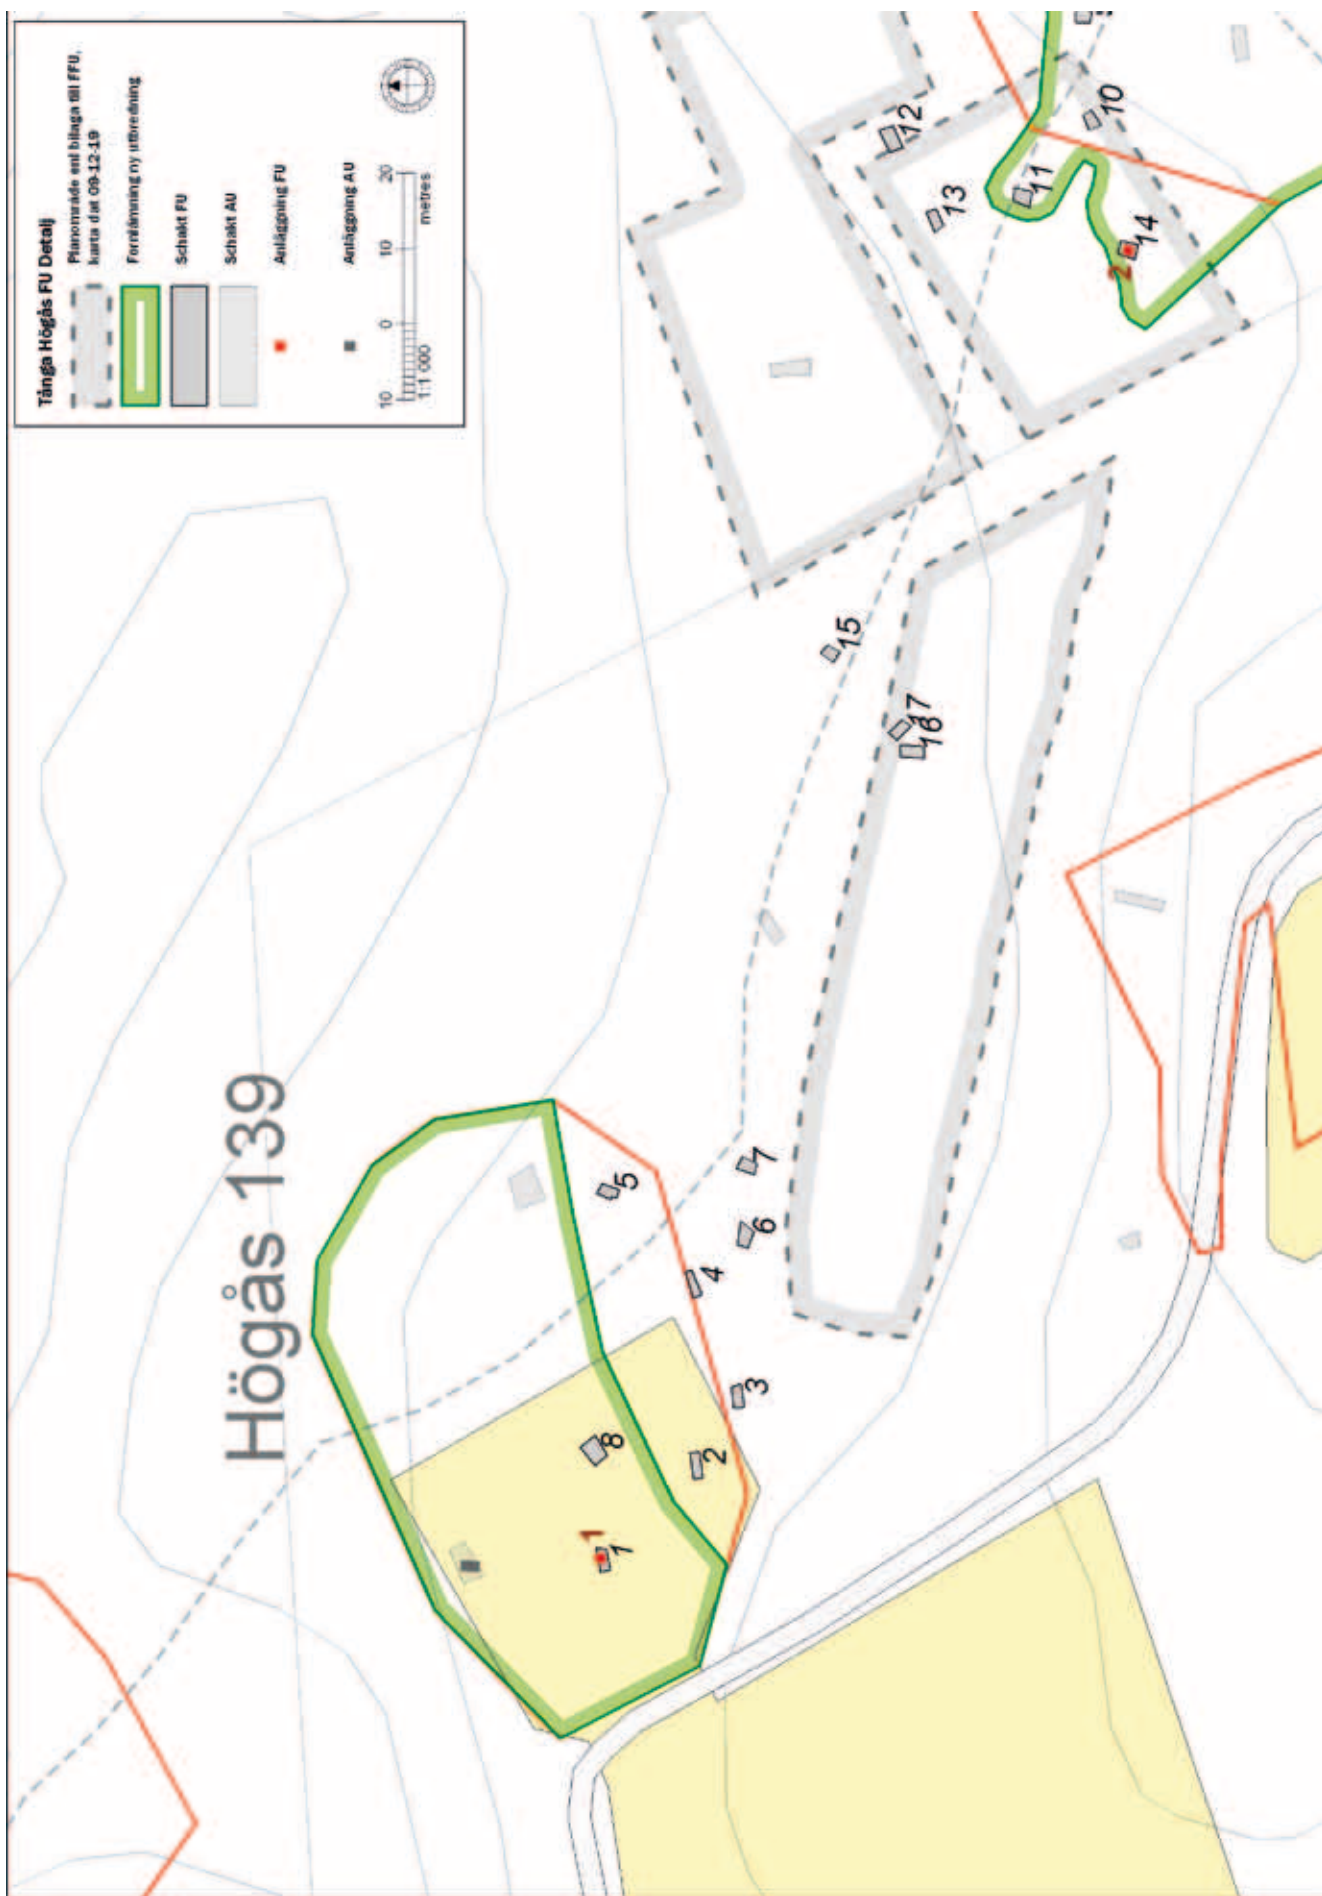 Tånga Högås FU Detalj
Planområde enl bilaga till FFU,
karta dat 09-12-19
Fornlämning ny utbredning
Schakt FU
Schakt AU
Anläggning FU
Anläggning AU
10 0 10 20
1:1 000 metres
Högås 139
1
1
2
3
4
5
6
7
8
10
11
12
13
2
14
15
17
16